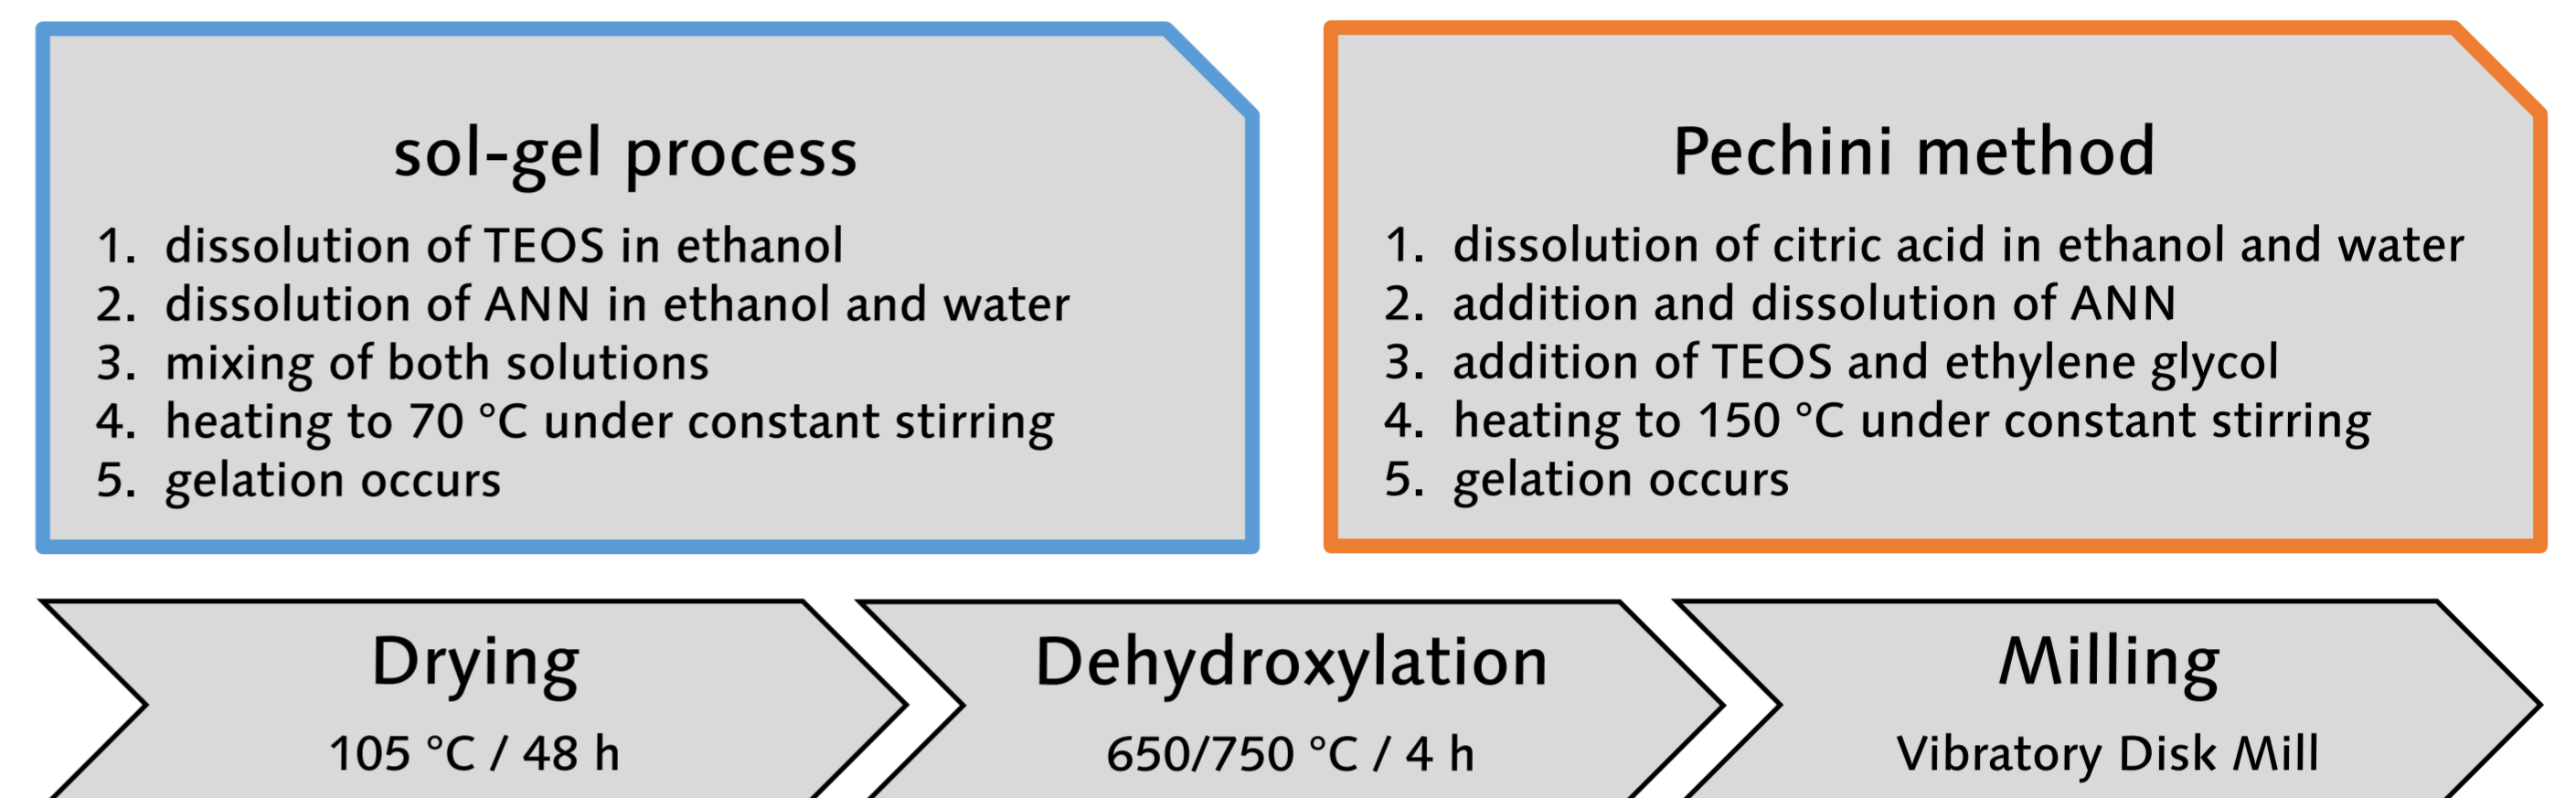 sol-gel process
1. dissolution of TEOS in ethanol
2. dissolution of ANN in ethanol and water
3. mixing of both solutions
4. heating to 70 °C under constant stirring
5. gelation occurs
Pechini method
1. dissolution of citric acid in ethanol and water
2. addition and dissolution of ANN
3. addition of TEOS and ethylene glycol
4. heating to 150 °C under constant stirring
5. gelation occurs
Drying
105 °C / 48 h
Dehydroxylation
650/750 °C / 4 h
Milling
Vibratory Disk Mill